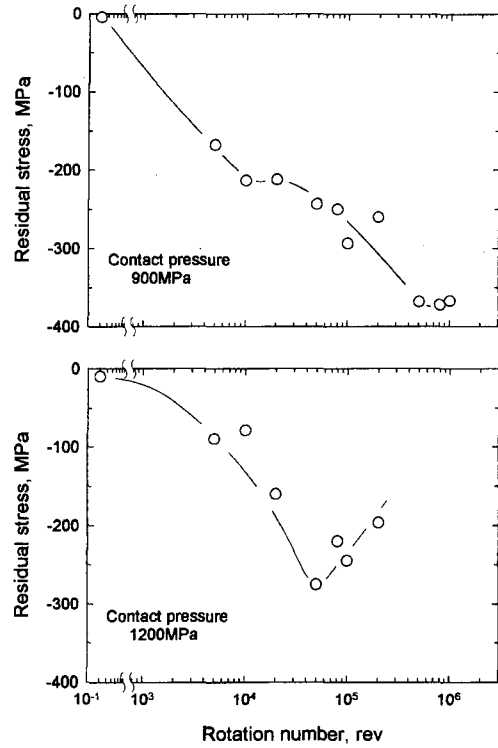 Residual stress, MPa
0
-100
-200
-300
-400
Contact pressure
900MPa
Residual stress, MPa
0
-100
-200
-300
-400
Contact pressure
1200MPa
10⁻¹ 10³ 10⁴ 10⁵ 10⁶
Rotation number, rev